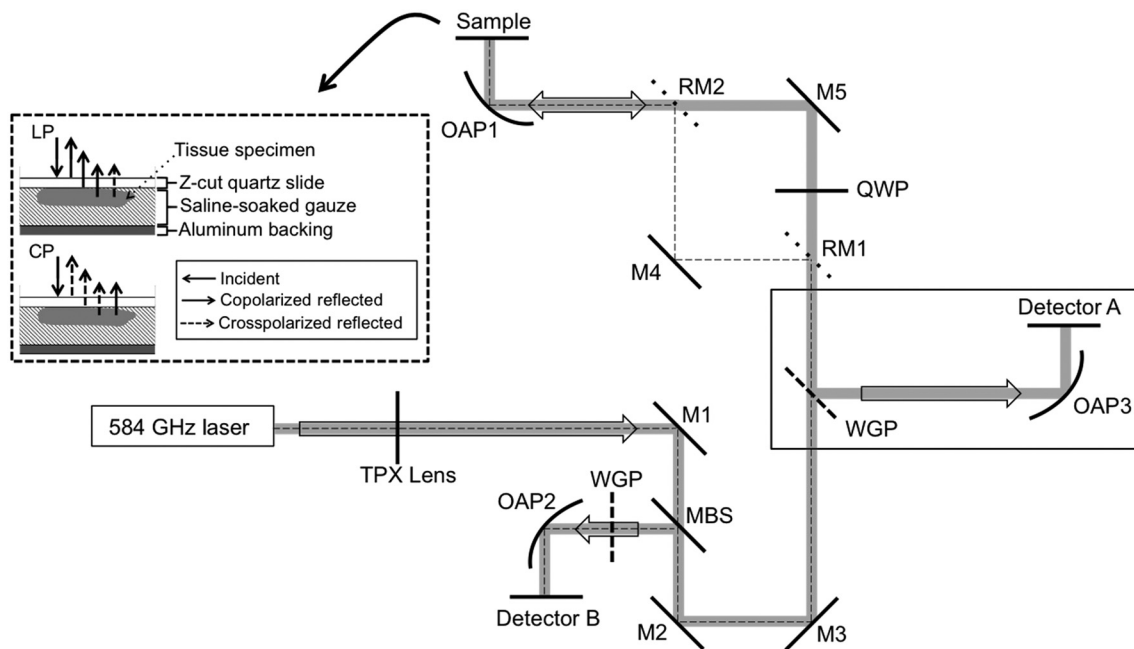 Sample
RM2
M5
OAP1
LP
Tissue specimen
Z-cut quartz slide
Saline-soaked gauze
Aluminum backing
QWP
CP
RM1
M4
Incident
Copolarized reflected
Crosspolarized reflected
Detector A
OAP3
WGP
584 GHz laser
M1
TPX Lens
WGP
OAP2
MBS
Detector B
M2
M3